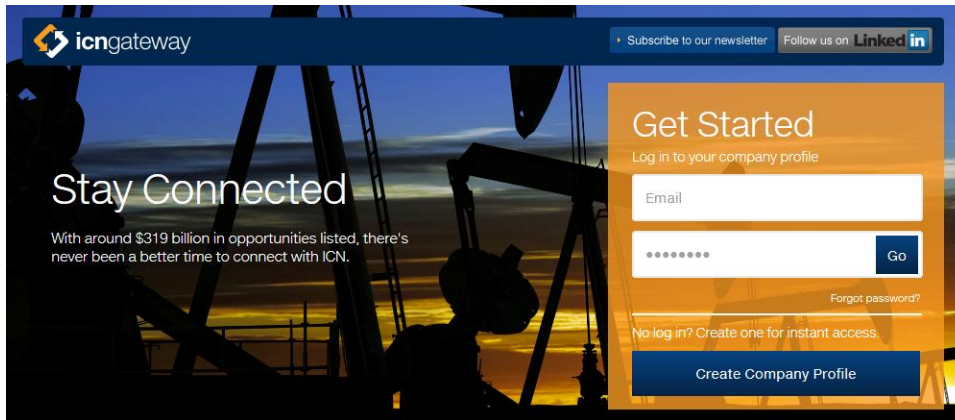 icngateway
Subscribe to our newsletter
Follow us on Linked in
Get Started
Log in to your company profile
Stay Connected
Email
With around $319 billion in opportunities listed, there's
never been a better time to connect with ICN.
Go
Forgot password?
No log in? Create one for instant access.
Create Company Profile